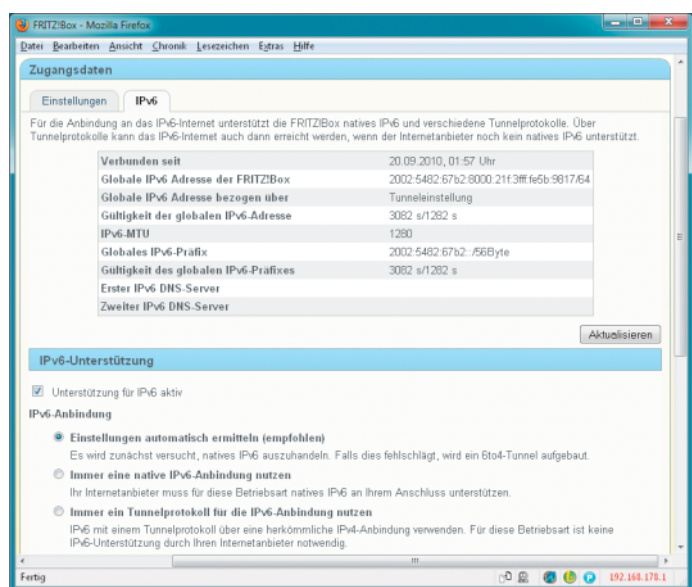 FRITZ!Box - Mozilla Firefox
Datei Bearbeiten Ansicht Chronik Lesezeichen Extras Hilfe
Zugangsdaten
Einstellungen IPv6
Für die Anbindung an das IPv6-Internet unterstützt die FRITZ!Box natives IPv6 und verschiedene Tunnelprotokolle. Über
Tunnelprotokolle kann das IPv6-Internet auch dann erreicht werden, wenn der Internetanbieter noch kein natives IPv6 unterstützt.
Verbunden seit 20.09.2010, 01:57 Uhr
Globale IPv6 Adresse der FRITZ!Box 2002:5482:67b2:8000:21f:3fff:fe5b:9817/64
Globale IPv6 Adresse bezogen über Tunneleinstellung
Gültigkeit der globalen IPv6-Adresse 3082 s/1282 s
IPv6-MTU 1280
Globales IPv6-Präfix 2002:5482:67b2::/56Byte
Gültigkeit des globalen IPv6-Präfixes 3082 s/1282 s
Erster IPv6 DNS-Server
Zweiter IPv6 DNS-Server
Aktualisieren
IPv6-Unterstützung
Unterstützung für IPv6 aktiv
IPv6-Anbindung
Einstellungen automatisch ermitteln (empfohlen)
Es wird zunächst versucht, natives IPv6 auszuhandeln. Falls dies fehlschlägt, wird ein 6to4-Tunnel aufgebaut.
Immer eine native IPv6-Anbindung nutzen
Ihr Internetanbieter muss für diese Betriebsart natives IPv6 an Ihrem Anschluss unterstützen.
Immer ein Tunnelprotokoll für die IPv6-Anbindung nutzen
IPv6 mit einem Tunnelprotokoll über eine herkömmliche IPv4-Anbindung verwenden. Für diese Betriebsart ist keine
IPv6-Unterstützung durch Ihren Internetanbieter notwendig.
Fertig 192.168.178.1